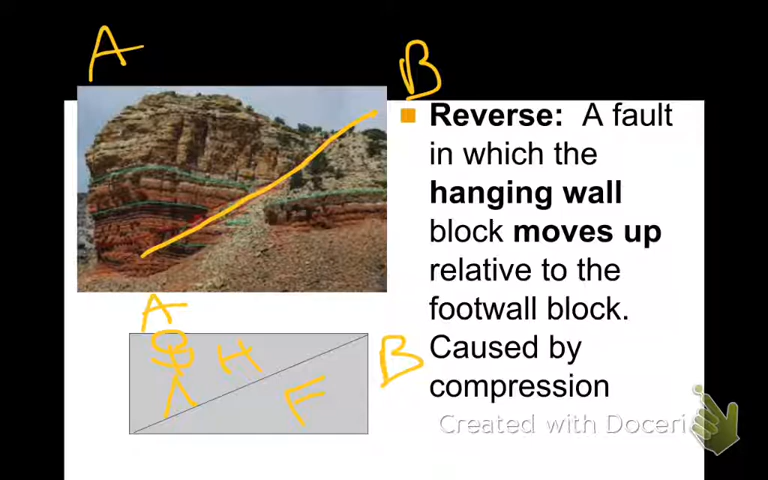 A
B
Reverse: A fault
in which the
hanging wall
block moves up
relative to the
footwall block.
Caused by
compression
A
H
B
F
Created with Doceri